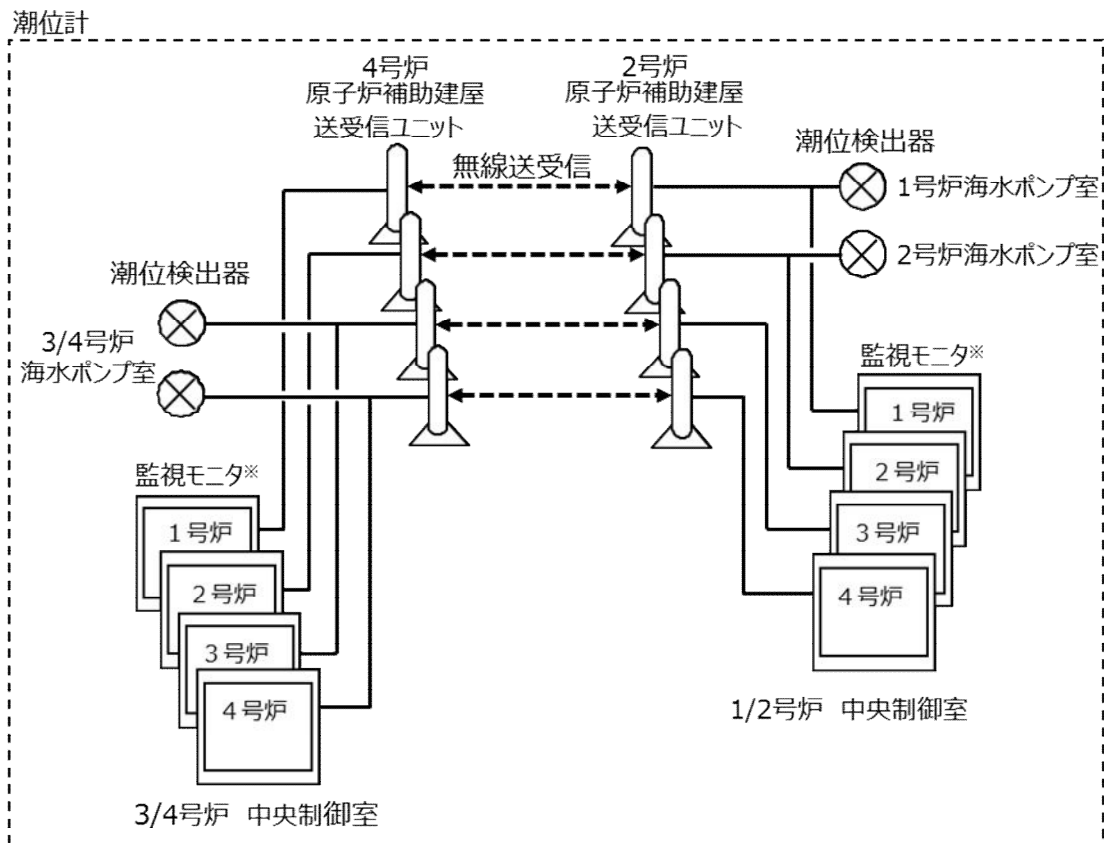 潮位計
4号炉
原子炉補助建屋
送受信ユニット
2号炉
原子炉補助建屋
送受信ユニット
無線送受信
潮位検出器
1号炉海水ポンプ室
2号炉海水ポンプ室
潮位検出器
3/4号炉
海水ポンプ室
監視モニタ※
1号炉
2号炉
3号炉
4号炉
1/2号炉 中央制御室
監視モニタ※
1号炉
2号炉
3号炉
4号炉
3/4号炉 中央制御室